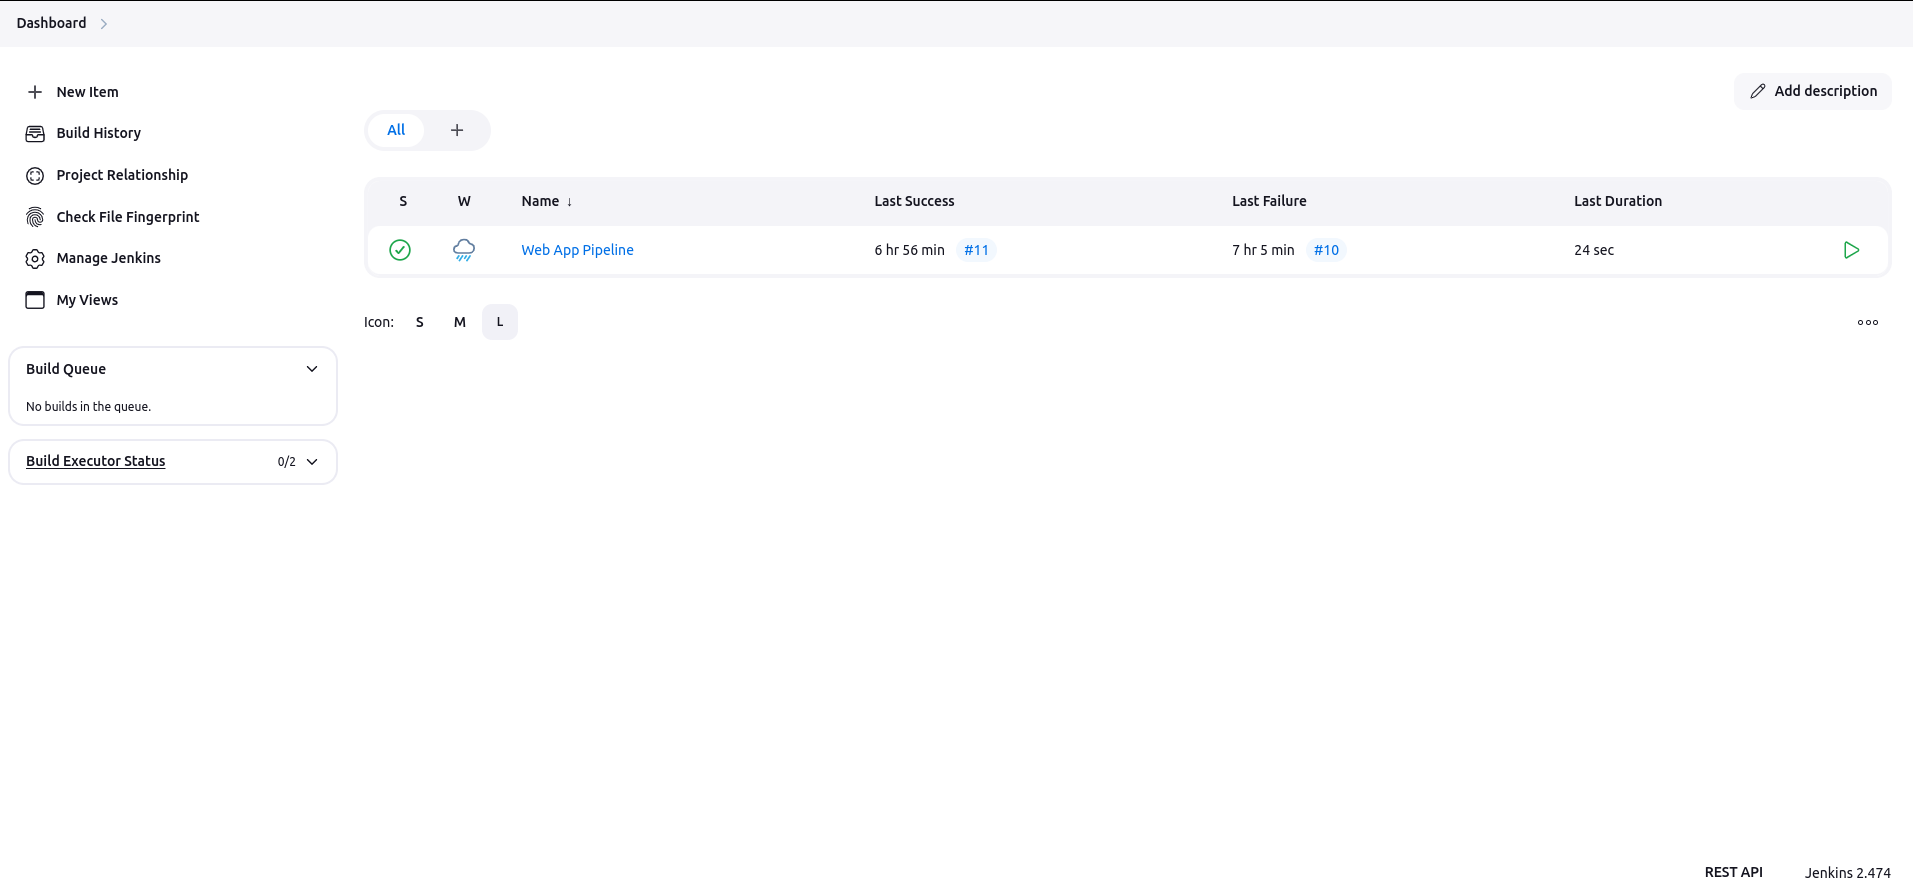 Dashboard
New Item
Build History
Project Relationship
Check File Fingerprint
Manage Jenkins
My Views
Build Queue
No builds in the queue.
Build Executor Status 0/2
Add description
All +
S W Name ↓ Last Success Last Failure Last Duration
Web App Pipeline 6 hr 56 min #11 7 hr 5 min #10 24 sec
Icon: S M L
REST API Jenkins 2.474